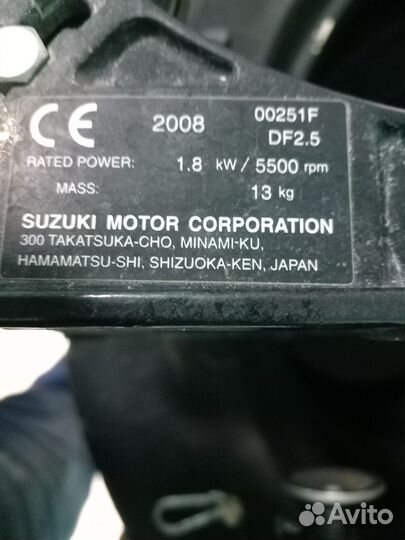 CE 2008 00251F
DF2.5
RATED POWER: 1.8 kW / 5500 rpm
MASS: 13 kg
SUZUKI MOTOR CORPORATION
300 TAKATSUKA-CHO, MINAMI-KU,
HAMAMATSU-SHI, SHIZUOKA-KEN, JAPAN
Avito